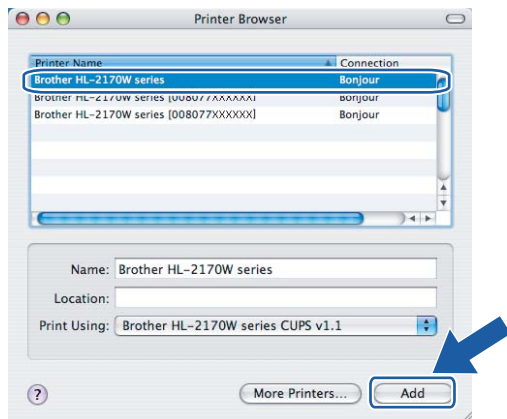 Printer Browser
Printer Name Connection
Brother HL-2170W series Bonjour
Brother HL-2170W series [008077XXXXXX] Bonjour
Brother HL-2170W series [008077XXXXXX] Bonjour
Name: Brother HL-2170W series
Location:
Print Using: Brother HL-2170W series CUPS v1.1
? More Printers... Add